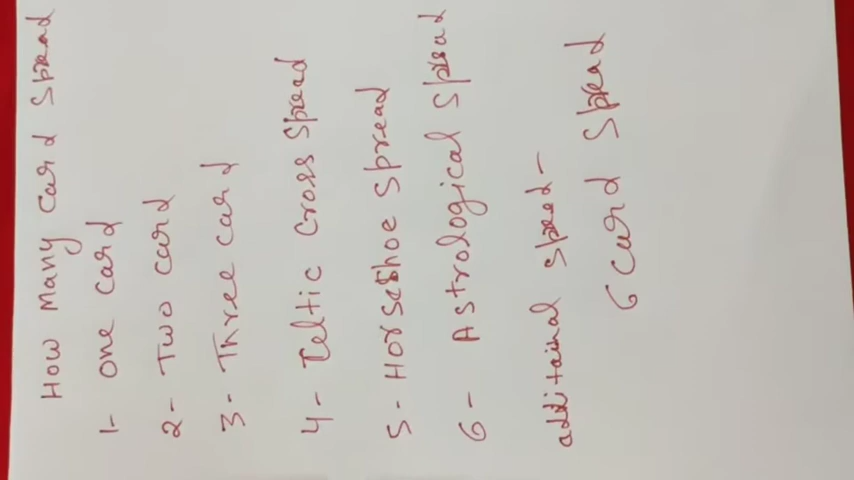 How Many Card Spread
1- One card
2- Two card
3- Three card
4- Celtic Cross Spread
5- Horseshoe Spread
6- Astrological Spread
additainal spread-
6 Card Spread